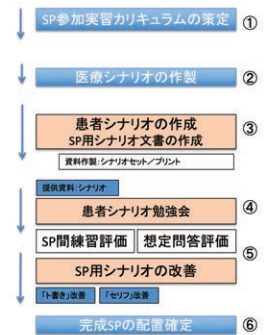 SP参加実習カリキュラムの策定 ①
医療シナリオの作製 ②
患者シナリオの作成 ③
SP用シナリオ文書の作成
資料作製:シナリオセット/プリント
提供資料:シナリオ
患者シナリオ勉強会 ④
SP間練習評価 想定問答評価 ⑤
SP用シナリオの改善
「ト書き」改善 「セリフ」改善
完成SPの配置確定 ⑥